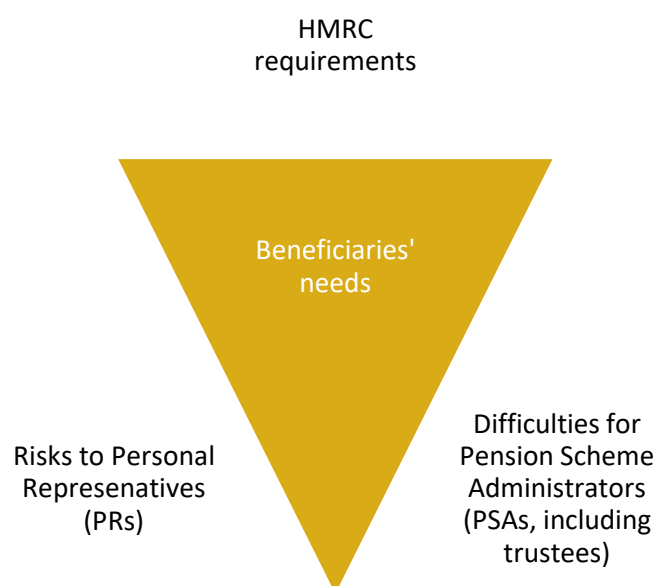 HMRC
requirements
Beneficiaries'
needs
Risks to Personal
Represenatives
(PRs)
Difficulties for
Pension Scheme
Administrators
(PSAs, including
trustees)